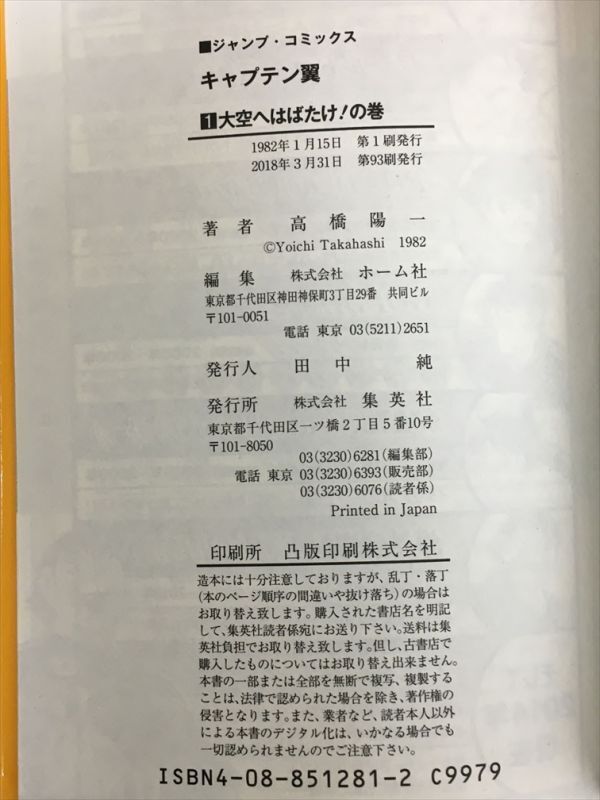 ■ジャンプ・コミックス
キャプテン翼
1大空へはばたけ!の巻
1982年1月15日 第1刷発行
2018年3月31日 第93刷発行
著者 高橋陽一
©Yoichi Takahashi 1982
編集 株式会社 ホーム社
東京都千代田区神田神保町3丁目29番 共同ビル
〒101-0051
電話 東京 03(5211)2651
発行人 田中 純
発行所 株式会社 集英社
東京都千代田区一ツ橋2丁目5番10号
〒101-8050
03(3230)6281(編集部)
電話 東京 03(3230)6393(販売部)
03(3230)6076(読者係)
Printed in Japan
印刷所 凸版印刷株式会社
造本には十分注意しておりますが、乱丁・落丁
(本のページ順序の間違いや抜け落ち)の場合は
お取り替え致します。購入された書店名を明記
して、集英社読者係宛にお送り下さい。送料は集
英社負担でお取り替え致します。但し、古書店で
購入したものについてはお取り替え出来ません。
本書の一部または全部を無断で複写、複製する
ことは、法律で認められた場合を除き、著作権の
侵害となります。また、業者など、読者本人以外
による本書のデジタル化は、いかなる場合でも
一切認められませんのでご注意下さい。
ISBN4-08-851281-2 C9979